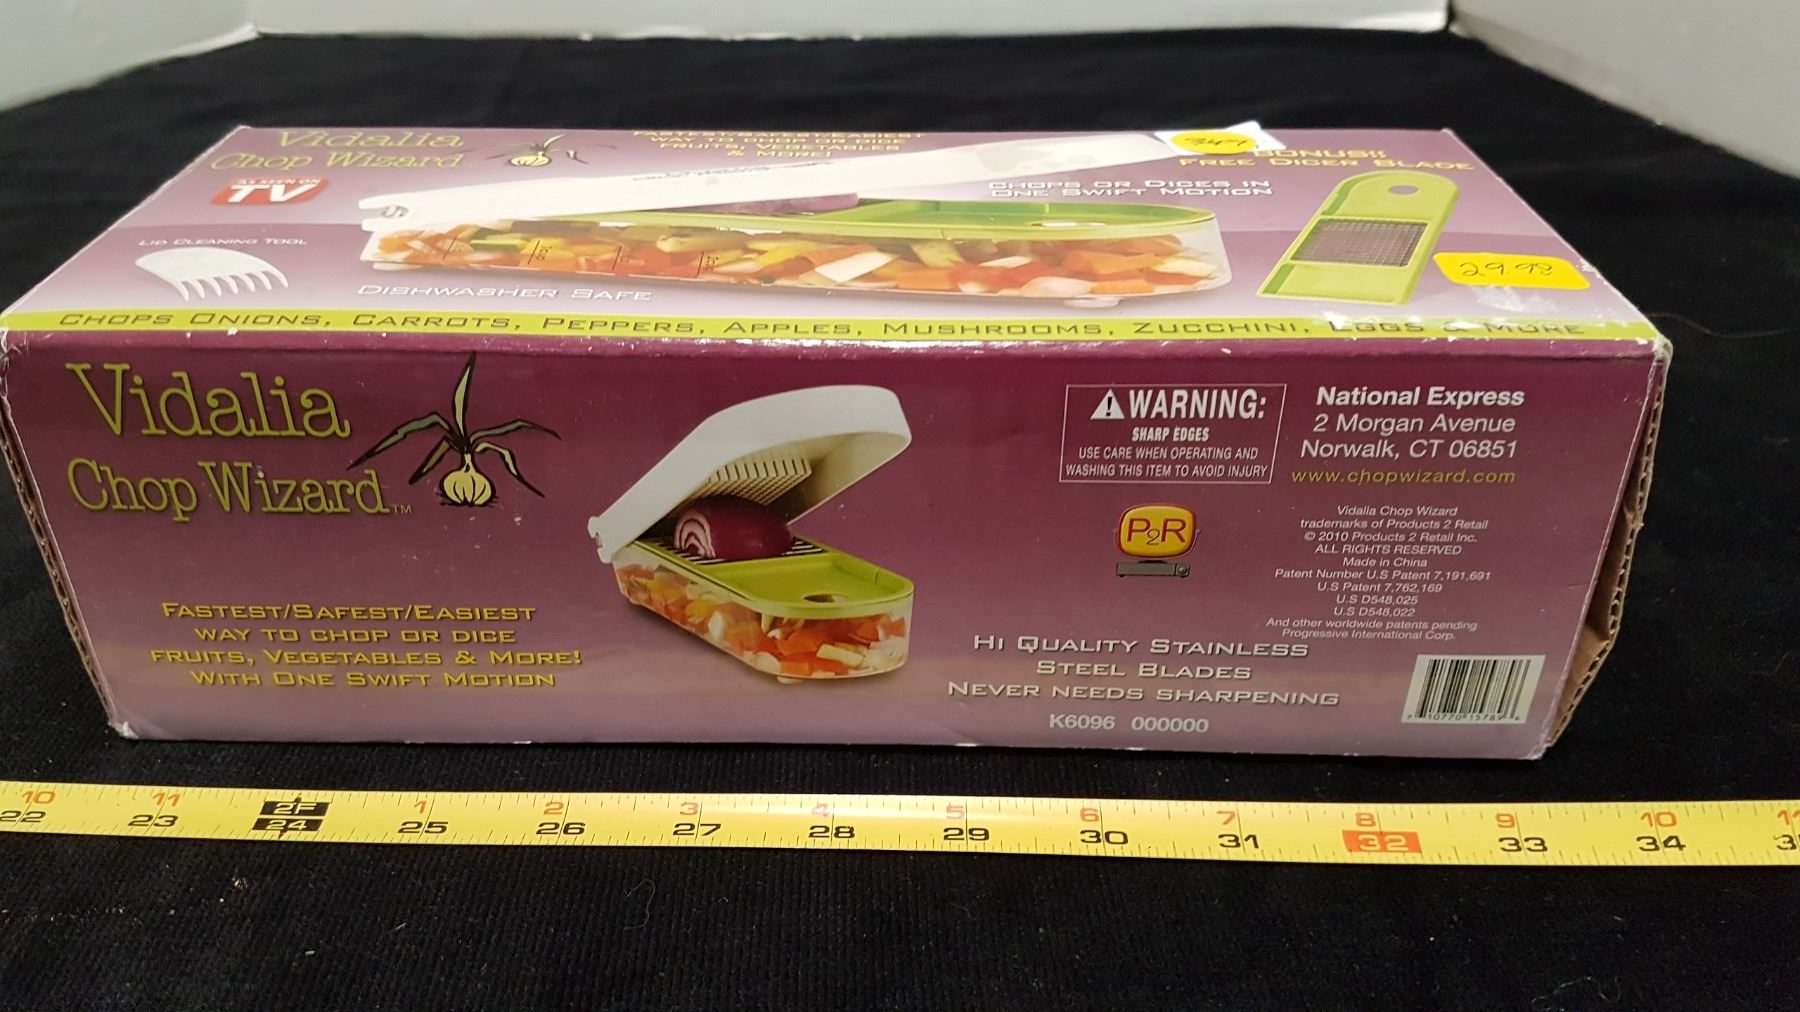 Vidalia
Chop Wizard
AS SEEN ON
TV
FASTEST/SAFEST/EASIEST
WAY TO CHOP OR DICE
FRUITS, VEGETABLES
& MORE!
BONUS!!
FREE DICER BLADE
CHOPS OR DICES IN
ONE SWIFT MOTION
LID CLEANING TOOL
DISHWASHER SAFE
29.98
CHOPS ONIONS, CARROTS, PEPPERS, APPLES, MUSHROOMS, ZUCCHINI, EGGS & MORE
Vidalia
Chop Wizard™
FASTEST/SAFEST/EASIEST
WAY TO CHOP OR DICE
FRUITS, VEGETABLES & MORE!
WITH ONE SWIFT MOTION
WARNING:
SHARP EDGES
USE CARE WHEN OPERATING AND
WASHING THIS ITEM TO AVOID INJURY
National Express
2 Morgan Avenue
Norwalk, CT 06851
www.chopwizard.com
P2R
Vidalia Chop Wizard
trademarks of Products 2 Retail
© 2010 Products 2 Retail Inc.
ALL RIGHTS RESERVED
Made in China
Patent Number U.S Patent 7,191,691
U.S Patent 7,762,169
U.S D548,025
U.S D548,022
And other worldwide patents pending
Progressive International Corp.
HI QUALITY STAINLESS
STEEL BLADES
NEVER NEEDS SHARPENING
K6096 000000
7 10770 15789 6
10 11 2F 1 2 3 4 5 6 7 8 9 10 11
22 23 24 25 26 27 28 29 30 31 32 33 34